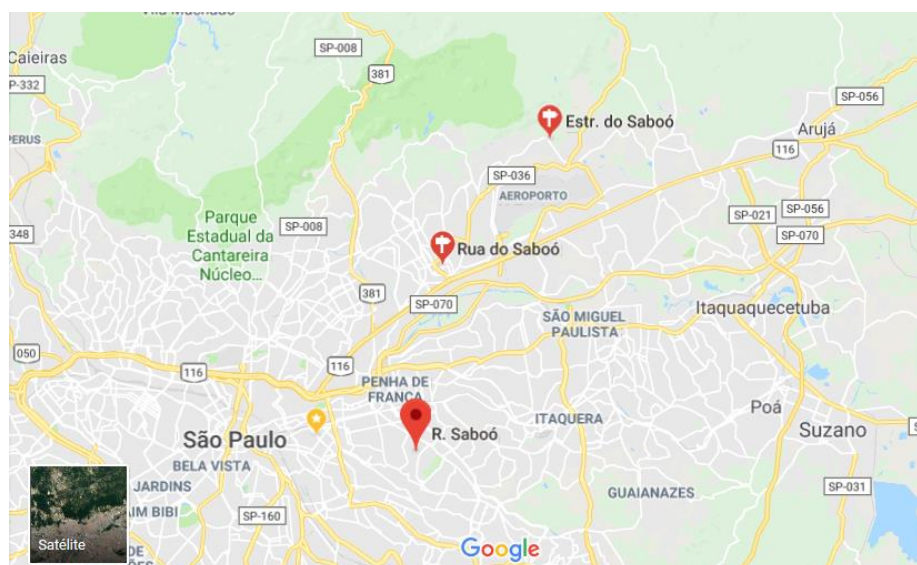 Caieiras
SP-008
381
SP-332
PERUS
Estr. do Saboó
SP-056
Arujá
116
SP-036
AEROPORTO
Parque
Estadual da
Cantareira
Núcleo...
SP-008
348
SP-021
SP-056
SP-070
Rua do Saboó
381
SP-070
SÃO MIGUEL
PAULISTA
Itaquaquecetuba
050
116
116
PENHA DE
FRANÇA
ITAQUERA
Poá
São Paulo
R. Saboó
Suzano
BELA VISTA
JARDINS
AIM BIBI
GUAIANAZES
SP-031
SP-160
Satélite
DE
Google